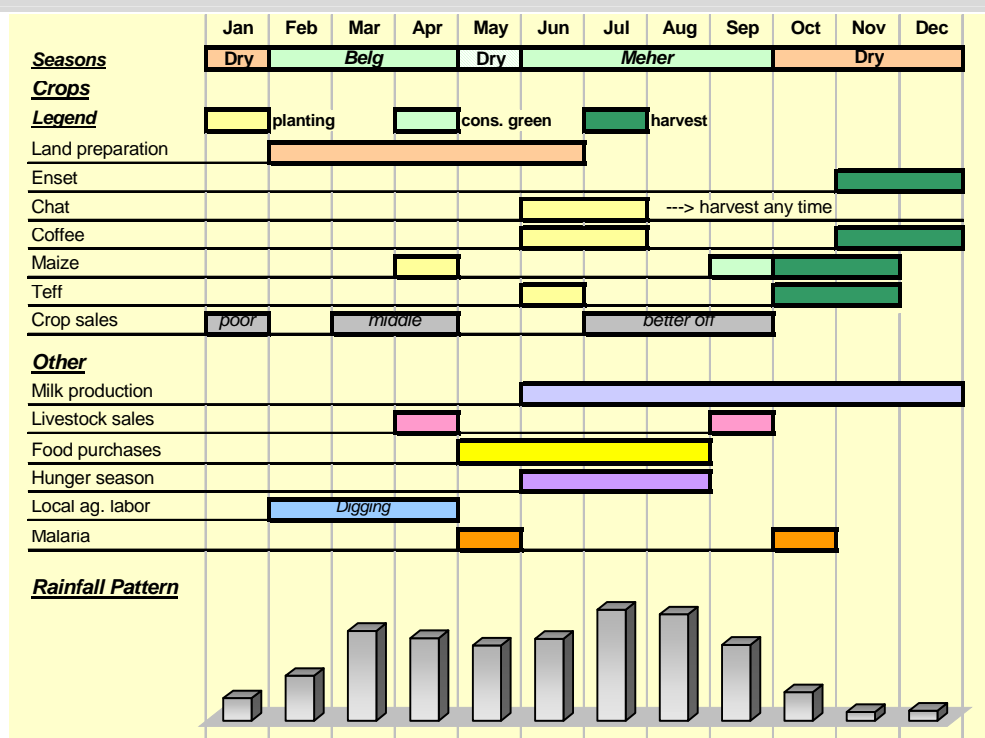 Jan Feb Mar Apr May Jun Jul Aug Sep Oct Nov Dec
Seasons Dry Belg Dry Meher Dry
Crops
Legend planting cons. green harvest
Land preparation
Enset
Chat ---> harvest any time
Coffee
Maize
Teff
Crop sales poor middle better off
Other
Milk production
Livestock sales
Food purchases
Hunger season
Local ag. labor Digging
Malaria
Rainfall Pattern